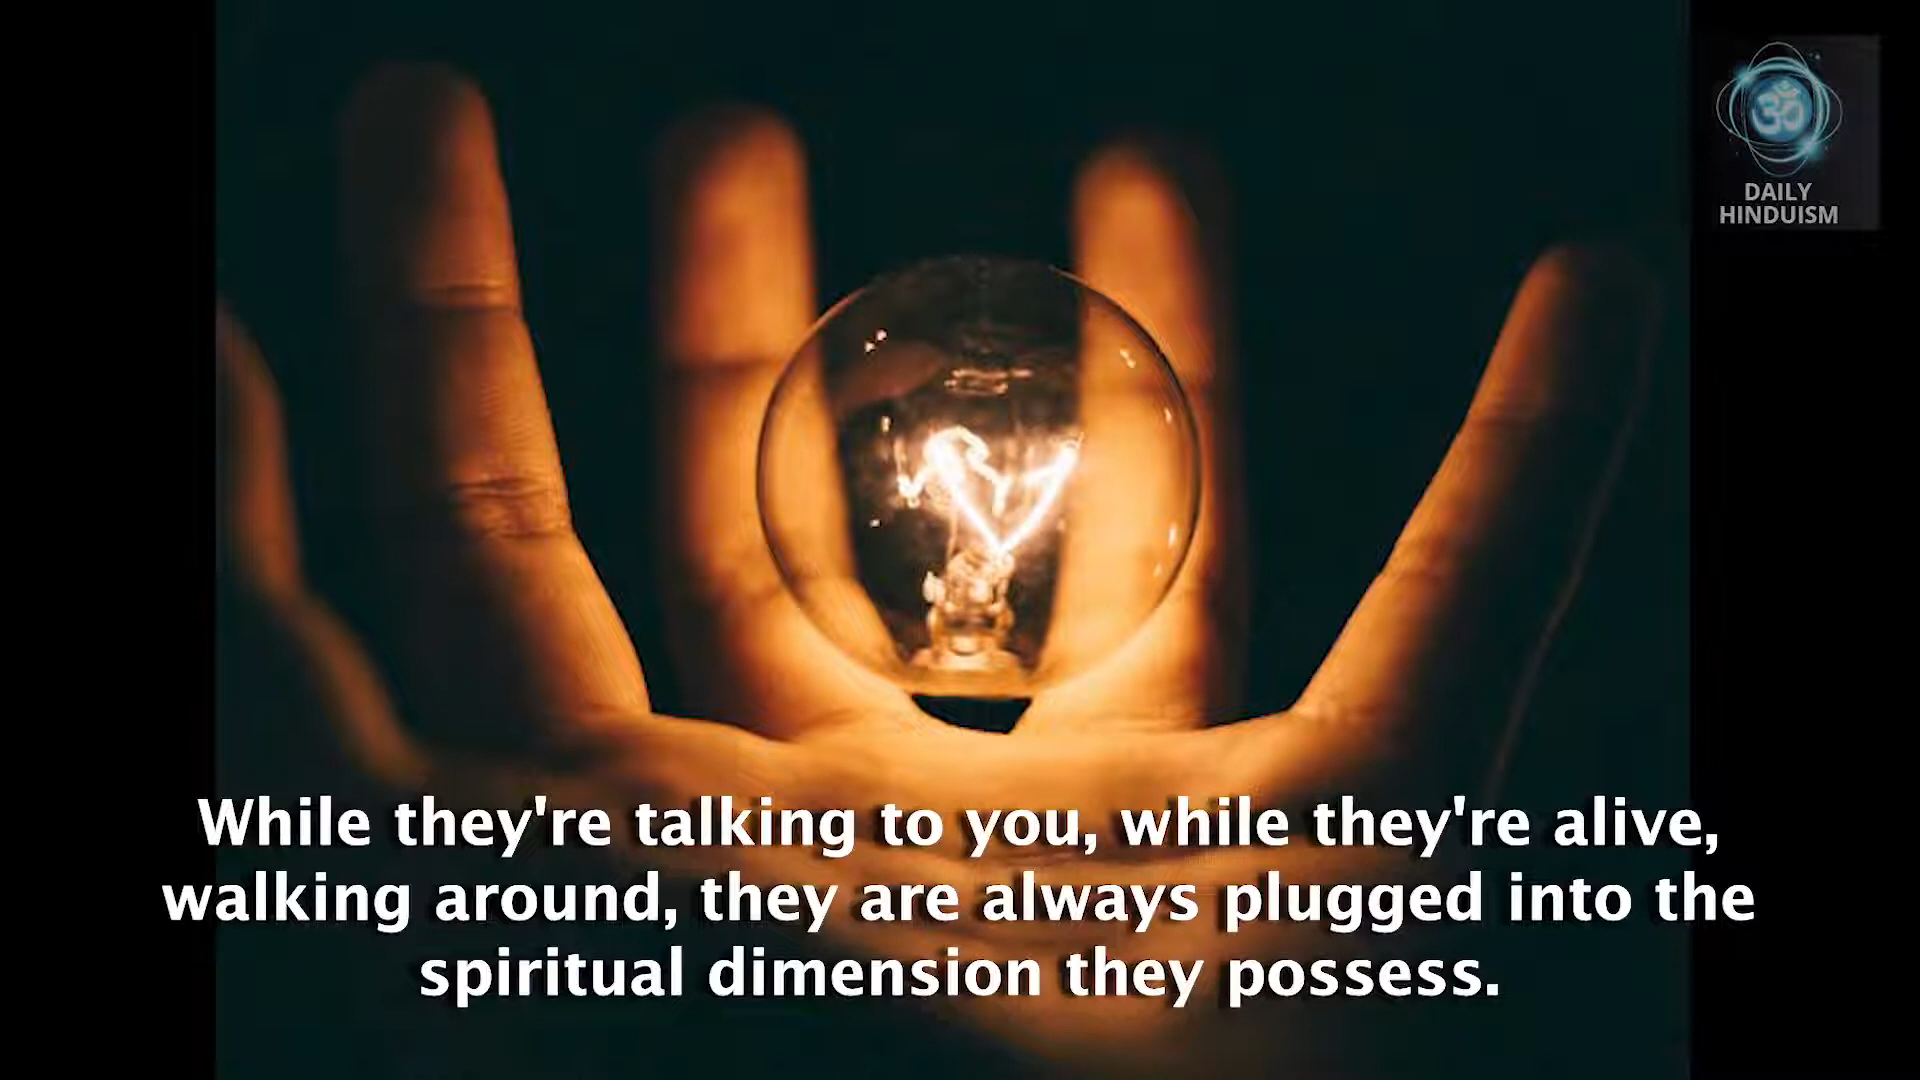 ॐ
DAILY
HINDUISM
While they're talking to you, while they're alive,
walking around, they are always plugged into the
spiritual dimension they possess.